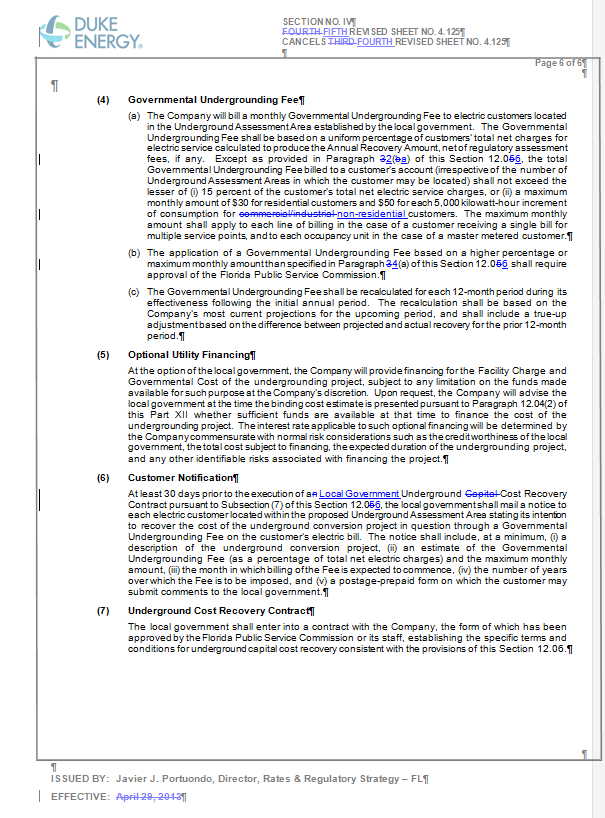 DUKE
ENERGY®
SECTION NO. IV¶
FOURTH FIFTH REVISED SHEET NO. 4.125¶
CANCELS THIRD FOURTH REVISED SHEET NO. 4.125¶
¶
Page 6 of 6¶
¶
¶
(4) Governmental Undergrounding Fee¶
(a) The Company will bill a monthly Governmental Undergrounding Fee to electric customers located
in the Underground Assessment Area established by the local government. The Governmental
Undergrounding Fee shall be based on a uniform percentage of customers' total net charges for
electric service calculated to produce the Annual Recovery Amount, net of regulatory assessment
fees, if any. Except as provided in Paragraph 32(ba) of this Section 12.056, the total
Governmental Undergrounding Fee billed to a customer's account (irrespective of the number of
Underground Assessment Areas in which the customer may be located) shall not exceed the
lesser of (i) 15 percent of the customer's total net electric service charges, or (ii) a maximum
monthly amount of $30 for residential customers and $50 for each 5,000 kilowatt-hour increment
of consumption for commercial/industrial non-residential customers. The maximum monthly
amount shall apply to each line of billing in the case of a customer receiving a single bill for
multiple service points, and to each occupancy unit in the case of a master metered customer.¶
(b) The application of a Governmental Undergrounding Fee based on a higher percentage or
maximum monthly amount than specified in Paragraph 34(a) of this Section 12.056 shall require
approval of the Florida Public Service Commission.¶
(c) The Governmental Undergrounding Fee shall be recalculated for each 12-month period during its
effectiveness following the initial annual period. The recalculation shall be based on the
Company's most current projections for the upcoming period, and shall include a true-up
adjustment based on the difference between projected and actual recovery for the prior 12-month
period.¶
(5) Optional Utility Financing¶
At the option of the local government, the Company will provide financing for the Facility Charge and
Governmental Cost of the undergrounding project, subject to any limitation on the funds made
available for such purpose at the Company's discretion. Upon request, the Company will advise the
local government at the time the binding cost estimate is presented pursuant to Paragraph 12.04(2) of
this Part XII whether sufficient funds are available at that time to finance the cost of the
undergrounding project. The interest rate applicable to such optional financing will be determined by
the Company commensurate with normal risk considerations such as the credit worthiness of the local
government, the total cost subject to financing, the expected duration of the undergrounding project,
and any other identifiable risks associated with financing the project.¶
(6) Customer Notification¶
At least 30 days prior to the execution of an Local Government Underground Capital Cost Recovery
Contract pursuant to Subsection (7) of this Section 12.056, the local government shall mail a notice to
each electric customer located within the proposed Underground Assessment Area stating its intention
to recover the cost of the underground conversion project in question through a Governmental
Undergrounding Fee on the customer's electric bill. The notice shall include, at a minimum, (i) a
description of the underground conversion project, (ii) an estimate of the Governmental
Undergrounding Fee (as a percentage of total net electric charges) and the maximum monthly
amount, (iii) the month in which billing of the Fee is expected to commence, (iv) the number of years
over which the Fee is to be imposed, and (v) a postage-prepaid form on which the customer may
submit comments to the local government.¶
(7) Underground Cost Recovery Contract¶
The local government shall enter into a contract with the Company, the form of which has been
approved by the Florida Public Service Commission or its staff, establishing the specific terms and
conditions for underground capital cost recovery consistent with the provisions of this Section 12.06.¶
¶
¶
ISSUED BY: Javier J. Portuondo, Director, Rates & Regulatory Strategy – FL¶
EFFECTIVE: April 29, 2013¶